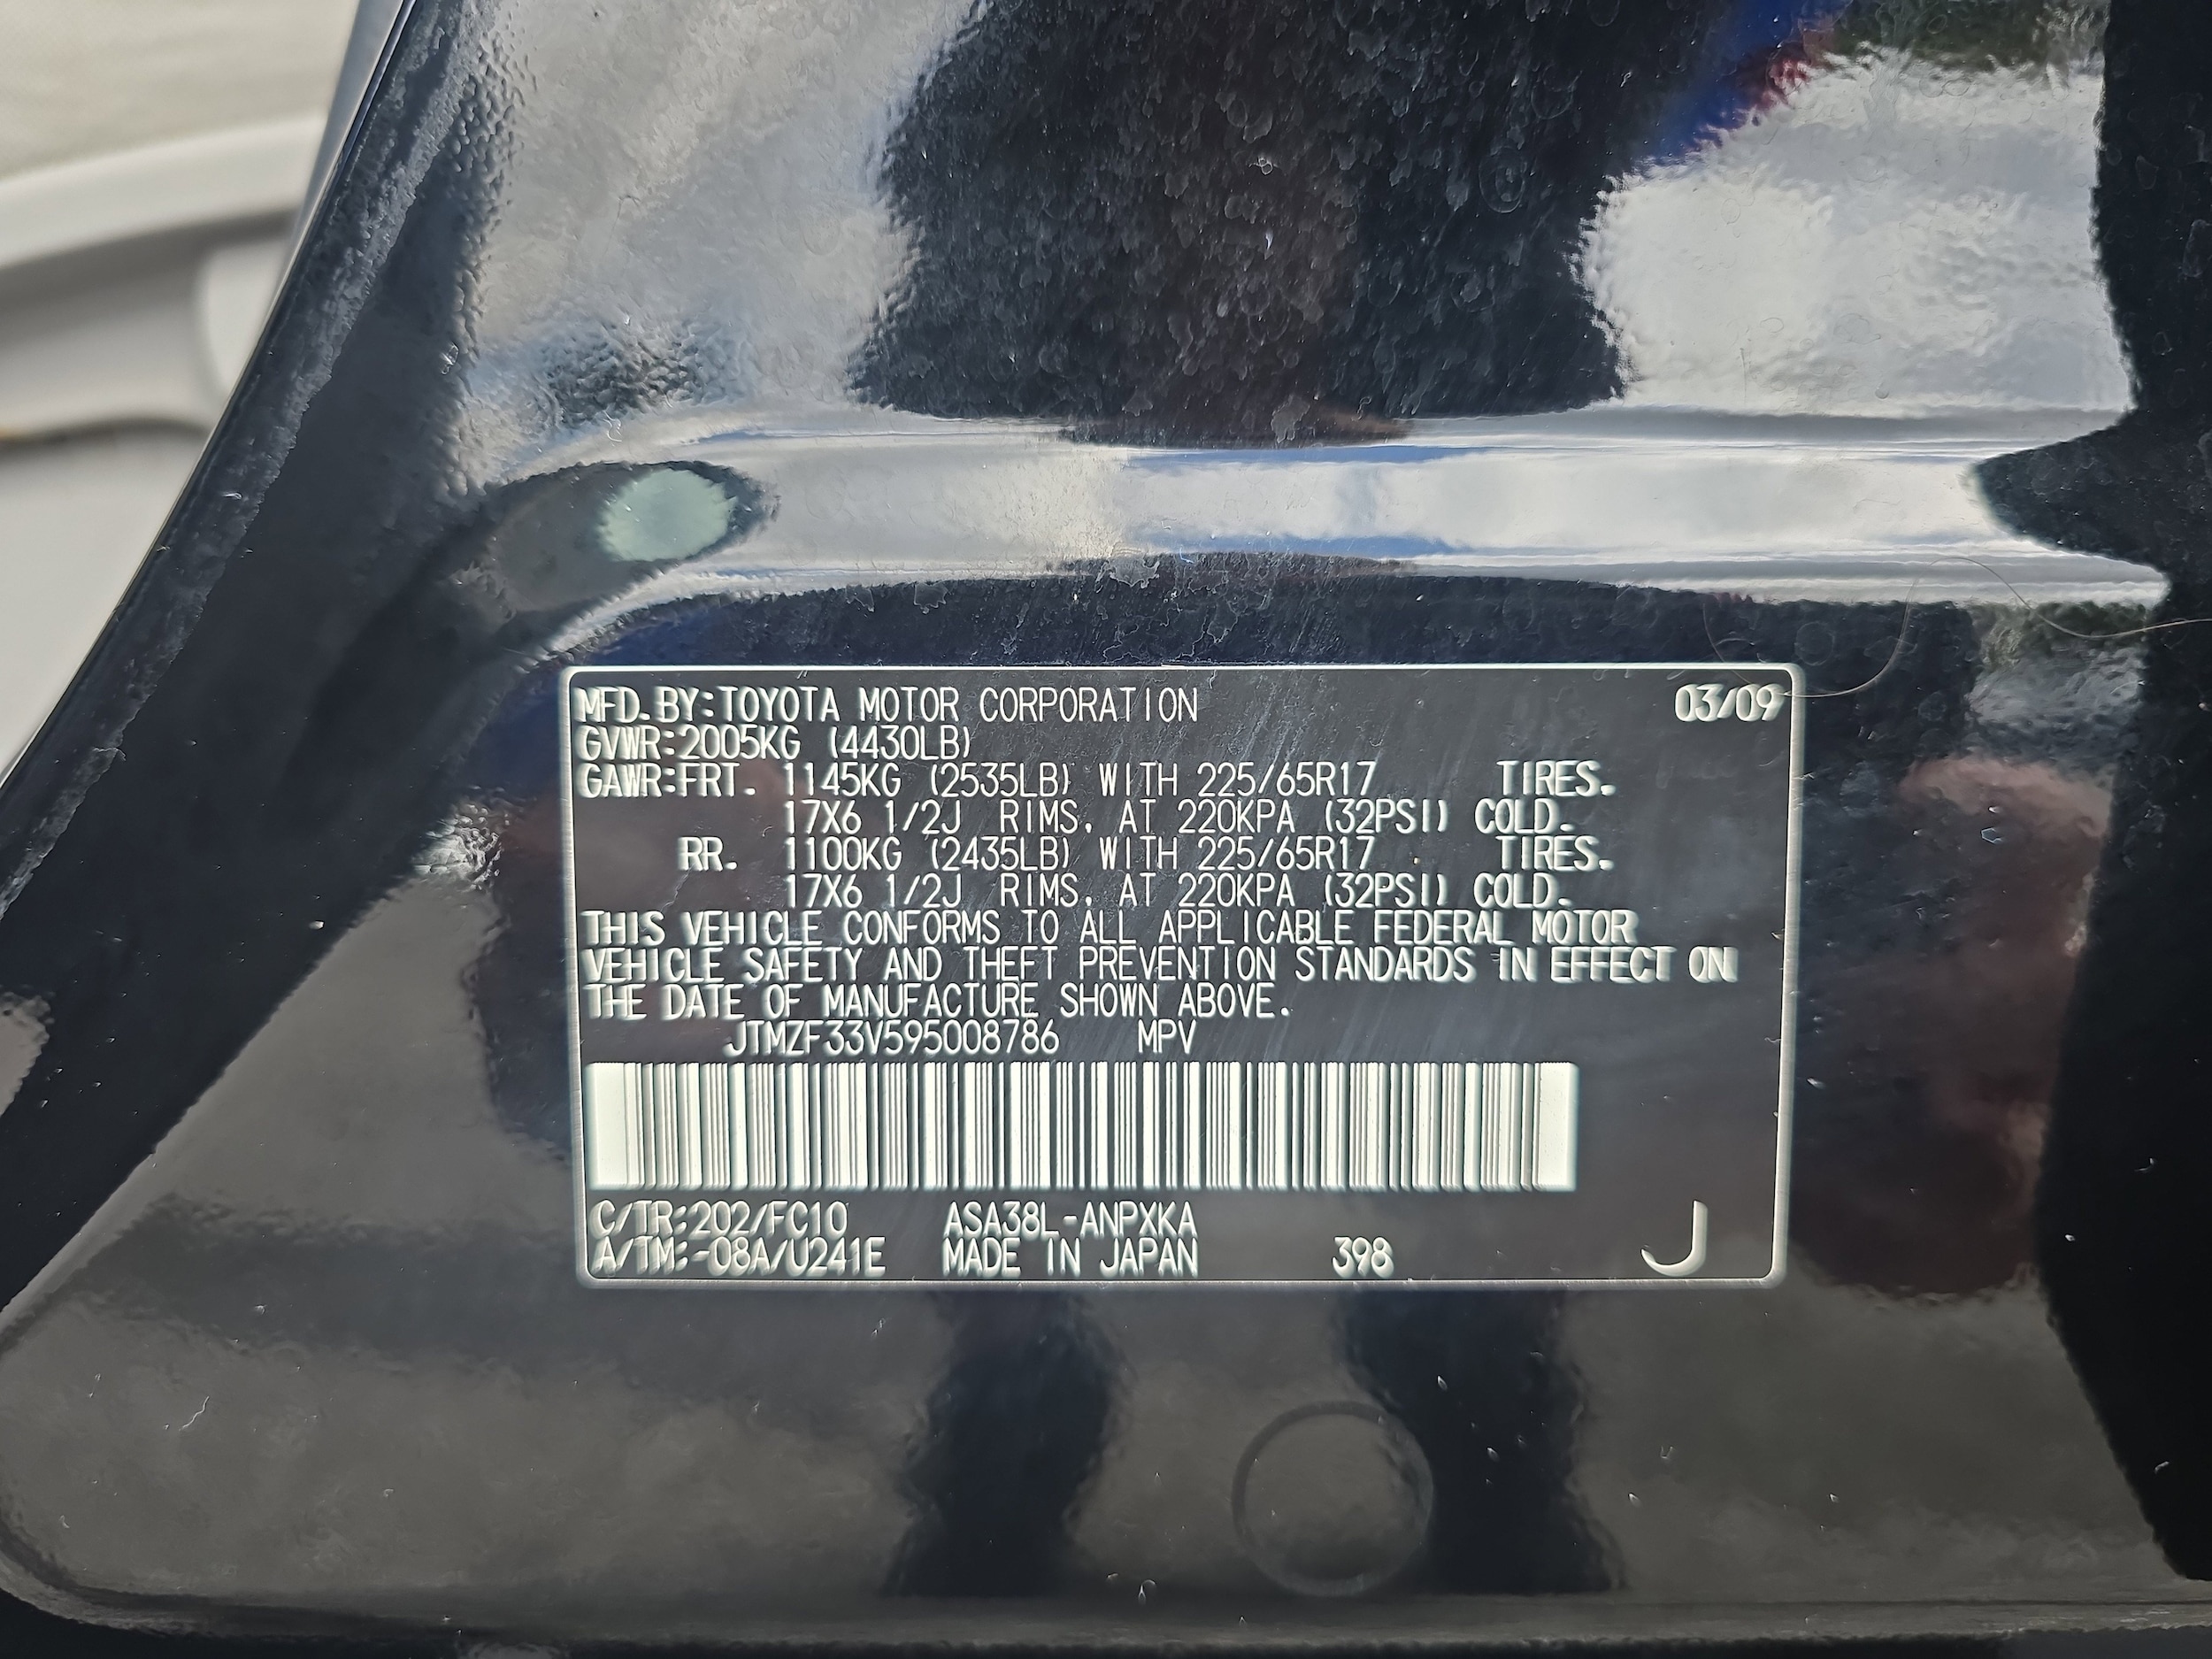 MFD. BY: TOYOTA MOTOR CORPORATION 03/09
GVWR: 2005KG (4430LB)
GAWR: FRT. 1145KG (2535LB) WITH 225/65R17 TIRES.
17X6 1/2J RIMS, AT 220KPA (32PSI) COLD.
RR. 1100KG (2435LB) WITH 225/65R17 TIRES.
17X6 1/2J RIMS, AT 220KPA (32PSI) COLD.
THIS VEHICLE CONFORMS TO ALL APPLICABLE FEDERAL MOTOR
VEHICLE SAFETY AND THEFT PREVENTION STANDARDS IN EFFECT ON
THE DATE OF MANUFACTURE SHOWN ABOVE.
JTMZF33V595008786 MPV
C/TR:202/FC10 ASA38L-ANPXKA
A/TM:-08A/U241E MADE IN JAPAN 398 J